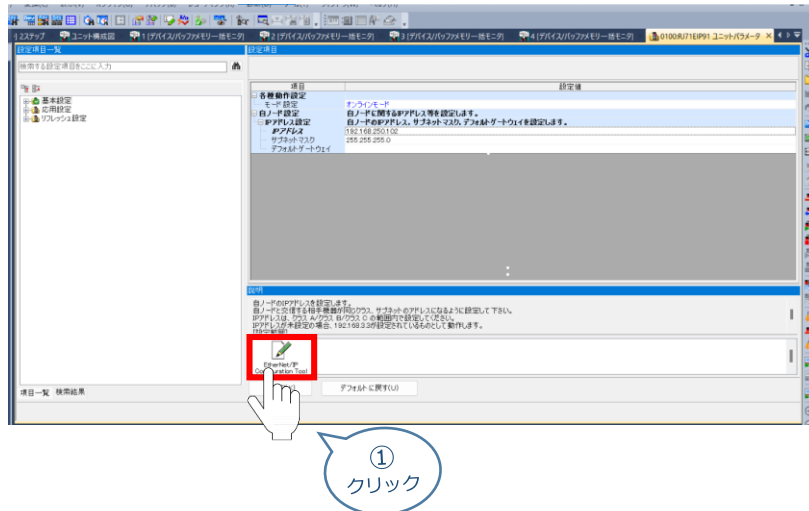 12ステップ ユニット構成図 1 [デバイス/バッファメモリ一括モニタ] 2 [デバイス/バッファメモリ一括モニタ] 3 [デバイス/バッファメモリ一括モニタ] 4 [デバイス/バッファメモリ一括モニタ] 0100:RJ71EIP91 ユニットパラメータ
設定項目一覧
設定項目
検索する設定項目をここに入力
項目 設定値
基本設定
応用設定
リフレッシュ設定
各種動作設定
モード設定 オンラインモード
自ノード設定 自ノードに関するIPアドレス等を設定します。
IPアドレス設定 自ノードのIPアドレス、サブネットマスク、デフォルトゲートウェイを設定します。
IPアドレス 192.168.250.102
サブネットマスク 255.255.255.0
デフォルトゲートウェイ
説明
自ノードのIPアドレスを設定します。
自ノードと交信する相手機器が同じクラス、サブネットのアドレスになるように設定して下さい。
IPアドレスは、クラス A/クラス B/クラス C の範囲内で設定してください。
IPアドレスが未設定の場合、192.168.3.3が設定されているものとして動作します。
[設定範囲]
EtherNet/IP
Configuration Tool
項目一覧 検索結果
デフォルトに戻す(U)
①
クリック